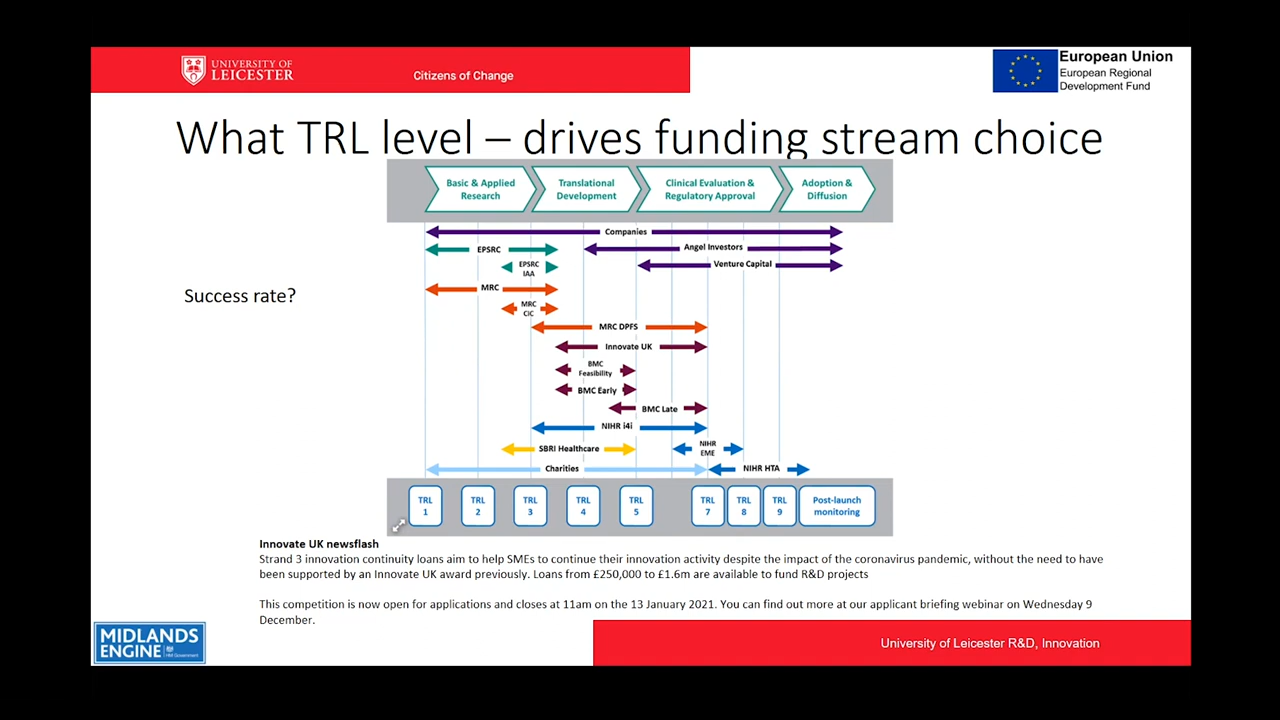 UNIVERSITY OF
LEICESTER
Citizens of Change
European Union
European Regional
Development Fund
What TRL level – drives funding stream choice
Basic & Applied
Research
Translational
Development
Clinical Evaluation &
Regulatory Approval
Adoption &
Diffusion
Companies
EPSRC
Angel Investors
EPSRC
IAA
Venture Capital
Success rate?
MRC
MRC
CIC
MRC DPFS
Innovate UK
BMC
Feasibility
BMC Early
BMC Late
NIHR i4i
SBRI Healthcare
NIHR
EME
Charities
NIHR HTA
TRL
1
TRL
2
TRL
3
TRL
4
TRL
5
TRL
7
TRL
8
TRL
9
Post-launch
monitoring
Innovate UK newsflash
Strand 3 innovation continuity loans aim to help SMEs to continue their innovation activity despite the impact of the coronavirus pandemic, without the need to have
been supported by an Innovate UK award previously. Loans from £250,000 to £1.6m are available to fund R&D projects
This competition is now open for applications and closes at 11am on the 13 January 2021. You can find out more at our applicant briefing webinar on Wednesday 9
December.
MIDLANDS
ENGINE
HM Government
University of Leicester R&D, Innovation